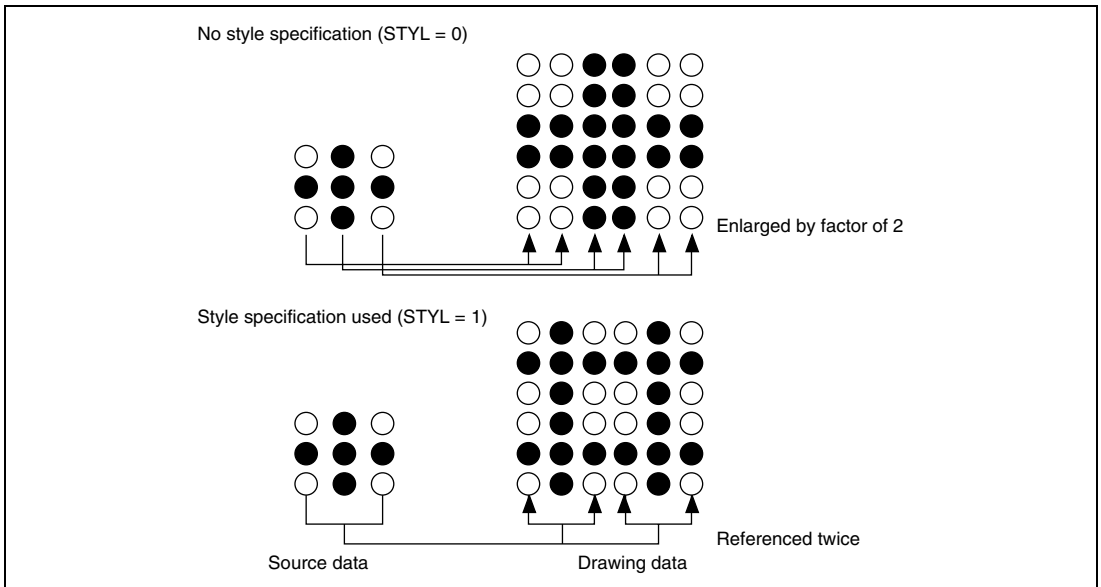 No style specification (STYL = 0)
Enlarged by factor of 2
Style specification used (STYL = 1)
Referenced twice
Source data
Drawing data